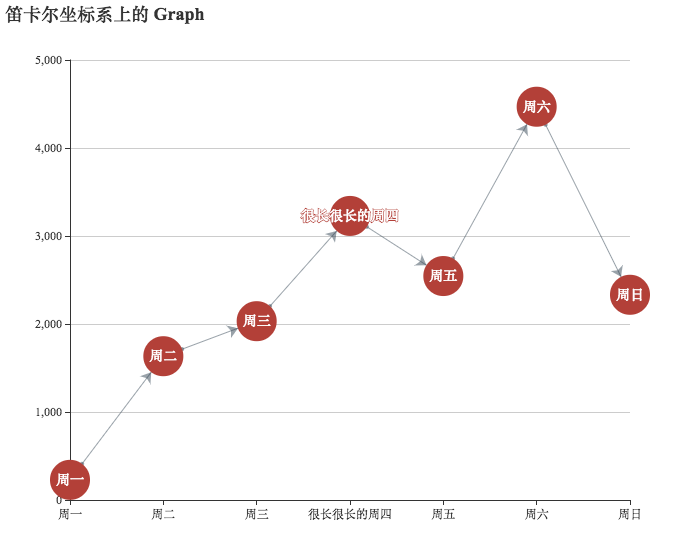 笛卡尔坐标系上的 Graph
5,000
周六
4,000
很长很长的周四
3,000
周五
周日
周三
2,000
周二
1,000
周一
0
周一 周二 周三 很长很长的周四 周五 周六 周日